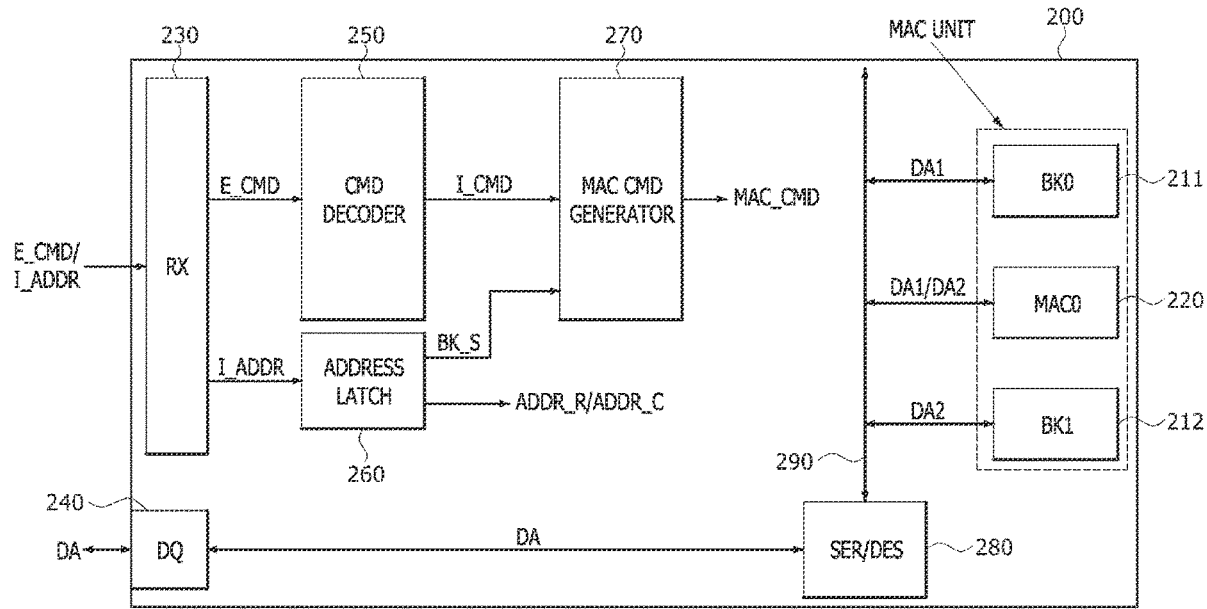 230
250
270
MAC UNIT
200
E_CMD
CMD
DECODER
I_CMD
MAC CMD
GENERATOR
MAC_CMD
DA1
BK0
211
E_CMD/
I_ADDR
RX
DA1/DA2
MAC0
220
I_ADDR
ADDRESS
LATCH
BK_S
ADDR_R/ADDR_C
260
DA2
BK1
212
290
240
DA
DQ
DA
SER/DES
280